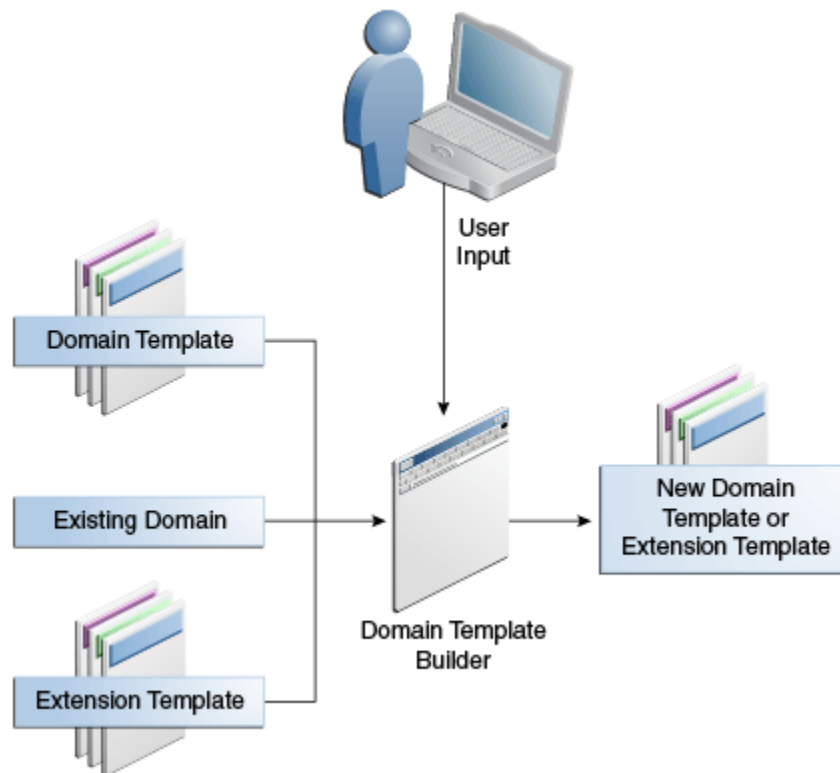 User
Input
Domain Template
Existing Domain
Extension Template
Domain Template
Builder
New Domain
Template or
Extension Template